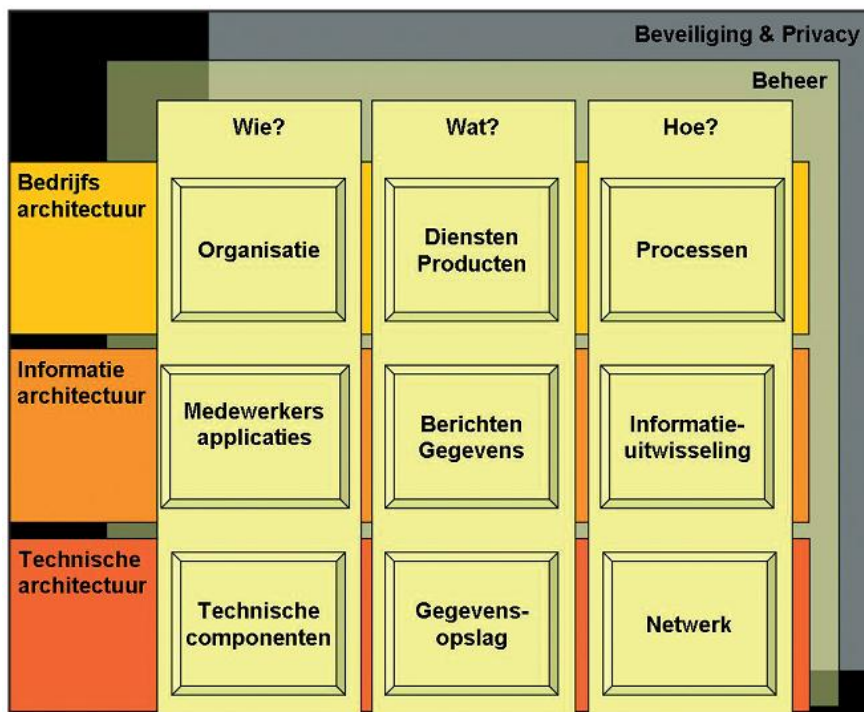 Beveiliging & Privacy
Beheer
Wie?
Wat?
Hoe?
Bedrijfs
architectuur
Organisatie
Diensten
Producten
Processen
Informatie
architectuur
Medewerkers
applicaties
Berichten
Gegevens
Informatie-
uitwisseling
Technische
architectuur
Technische
componenten
Gegevens-
opslag
Netwerk